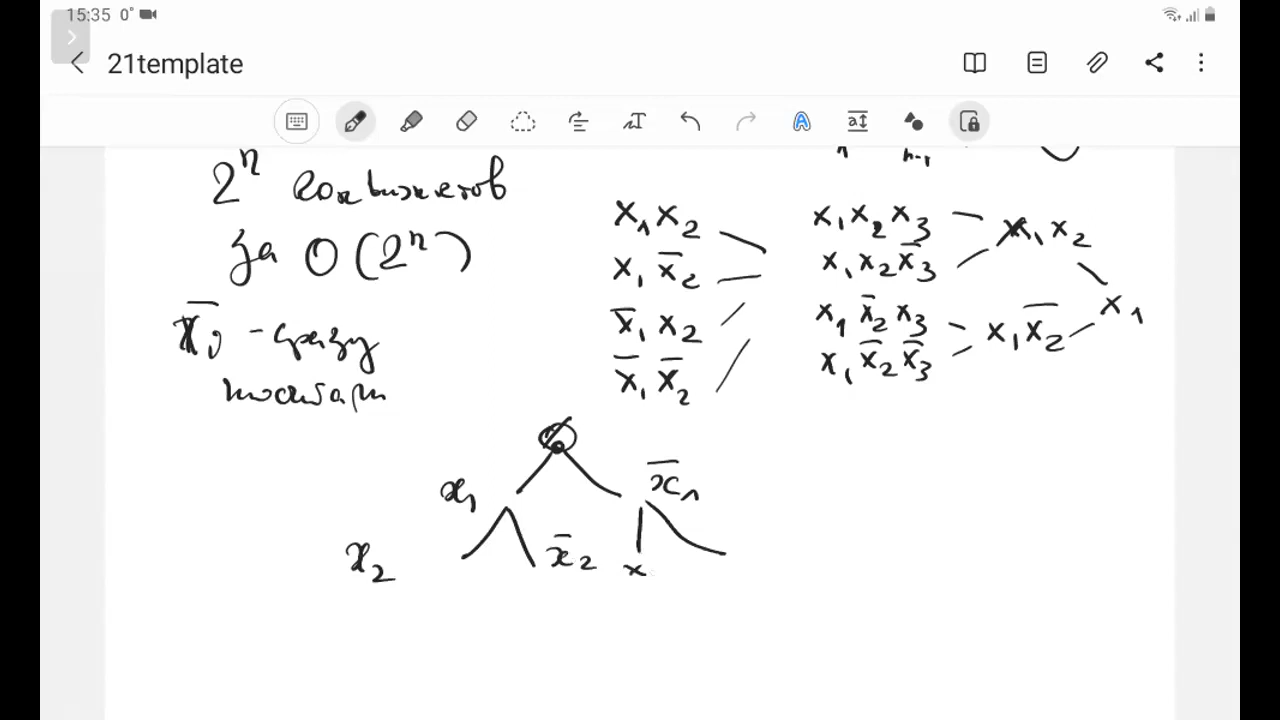 15:35 0°
21template
2ⁿ конъюнктов
за O(2ⁿ)
x̄ⱼ - сразу
посчит
n n-1
x₁x₂
x₁x̄₂
x̄₁x₂
x̄₁x̄₂
x₁x₂x₃
x₁x₂x̄₃
x₁x̄₂x₃
x₁x̄₂x̄₃
x₁x₂
x₁x̄₂
x₁
x₁ x̄₁
x₂ x̄₂ x